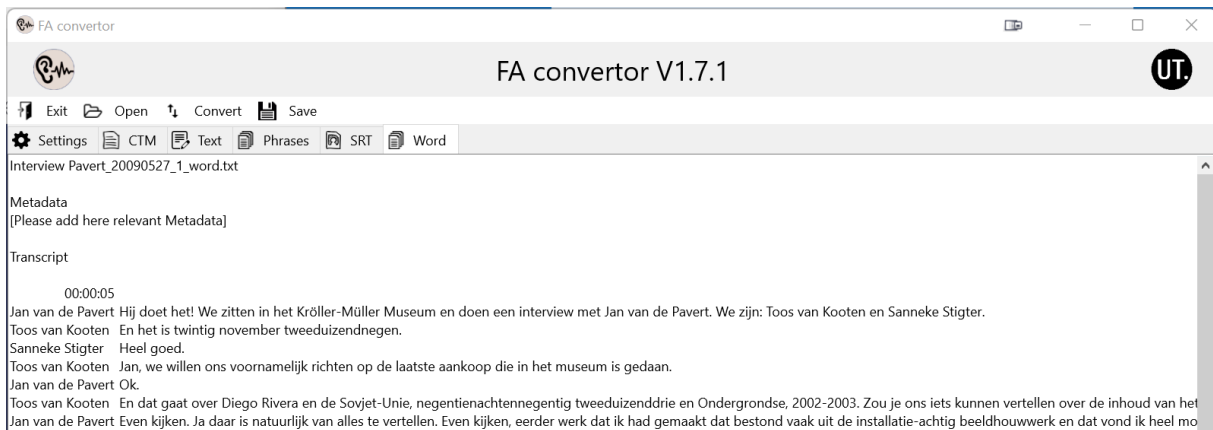 FA convertor
FA convertor V1.7.1
UT.
Exit Open Convert Save
Settings CTM Text Phrases SRT Word
Interview Pavert_20090527_1_word.txt
Metadata
[Please add here relevant Metadata]
Transcript
00:00:05
Jan van de Pavert Hij doet het! We zitten in het Kröller-Müller Museum en doen een interview met Jan van de Pavert. We zijn: Toos van Kooten en Sanneke Stigter.
Toos van Kooten En het is twintig november tweeduizendnegen.
Sanneke Stigter Heel goed.
Toos van Kooten Jan, we willen ons voornamelijk richten op de laatste aankoop die in het museum is gedaan.
Jan van de Pavert Ok.
Toos van Kooten En dat gaat over Diego Rivera en de Sovjet-Unie, negentienachtennegentig tweeduizenddrie en Ondergrondse, 2002-2003. Zou je ons iets kunnen vertellen over de inhoud van het
Jan van de Pavert Even kijken. Ja daar is natuurlijk van alles te vertellen. Even kijken, eerder werk dat ik had gemaakt dat bestond vaak uit de installatie-achtig beeldhouwwerk en dat vond ik heel mo